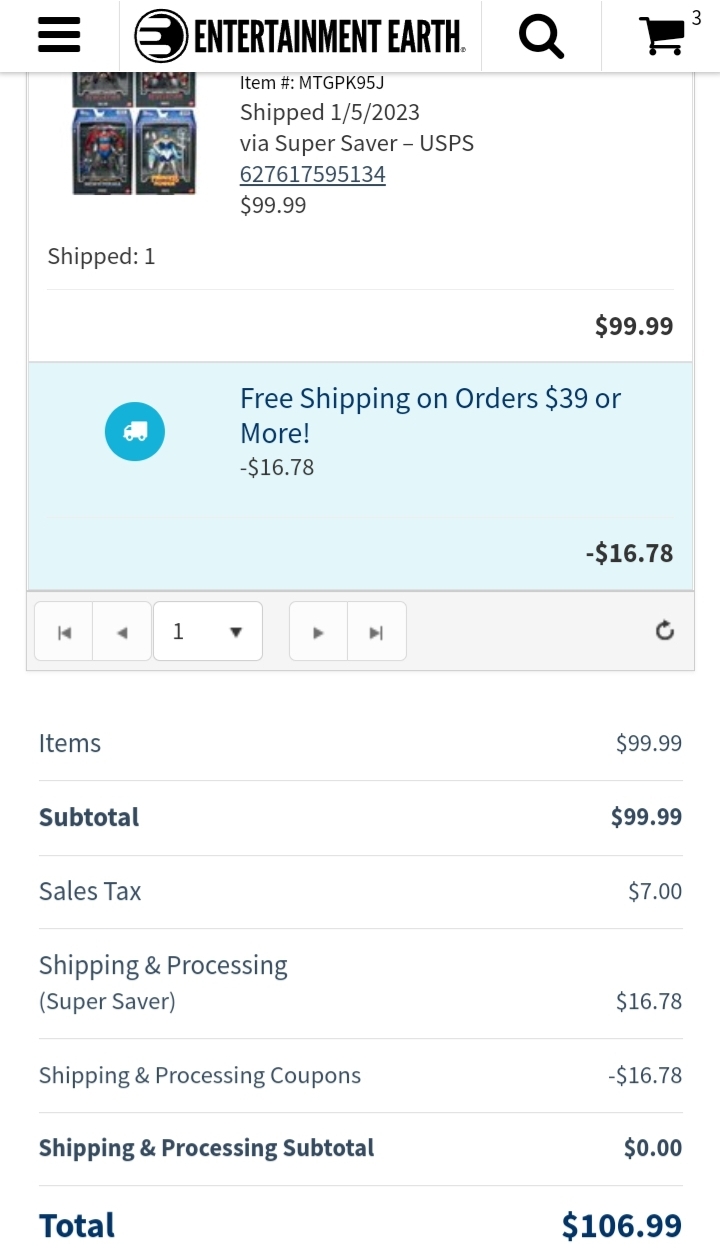 ENTERTAINMENT EARTH
3
Item #: MTGPK95J
Shipped 1/5/2023
via Super Saver – USPS
627617595134
$99.99
Shipped: 1
$99.99
Free Shipping on Orders $39 or
More!
-$16.78
-$16.78
1
Items $99.99
Subtotal $99.99
Sales Tax $7.00
Shipping & Processing
(Super Saver) $16.78
Shipping & Processing Coupons -$16.78
Shipping & Processing Subtotal $0.00
Total $106.99